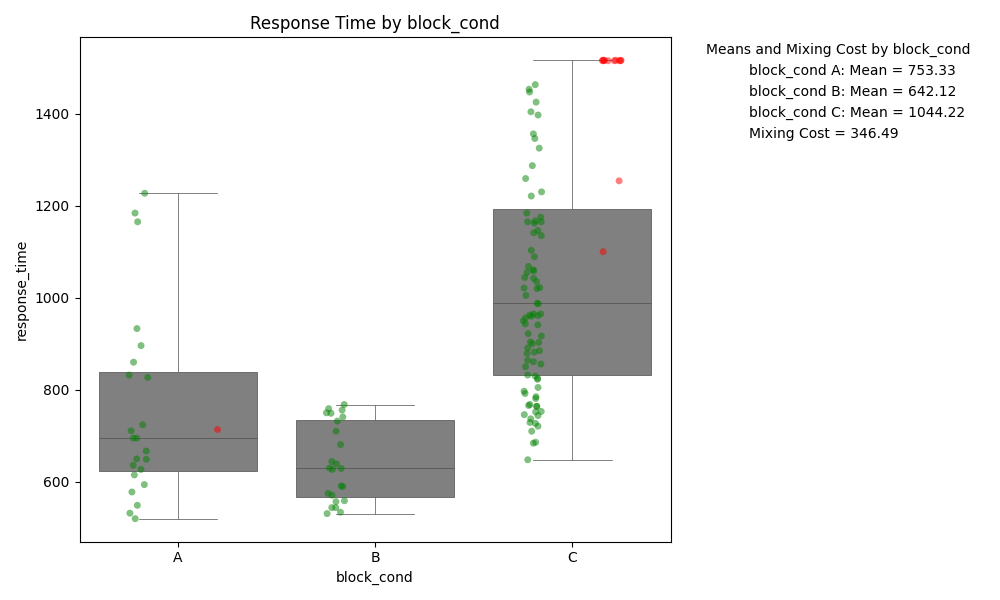 Response Time by block_cond
Means and Mixing Cost by block_cond
block_cond A: Mean = 753.33
block_cond B: Mean = 642.12
block_cond C: Mean = 1044.22
Mixing Cost = 346.49
response_time
1400
1200
1000
800
600
A
B
C
block_cond